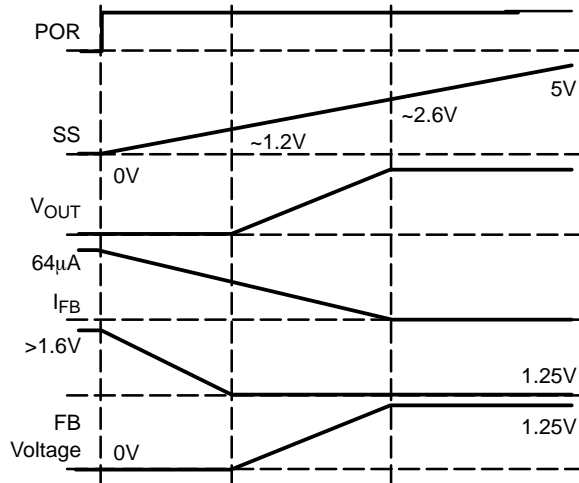 POR
5V
SS
~2.6V
~1.2V
0V
VOUT
64μA
IFB
>1.6V
1.25V
FB
Voltage
1.25V
0V